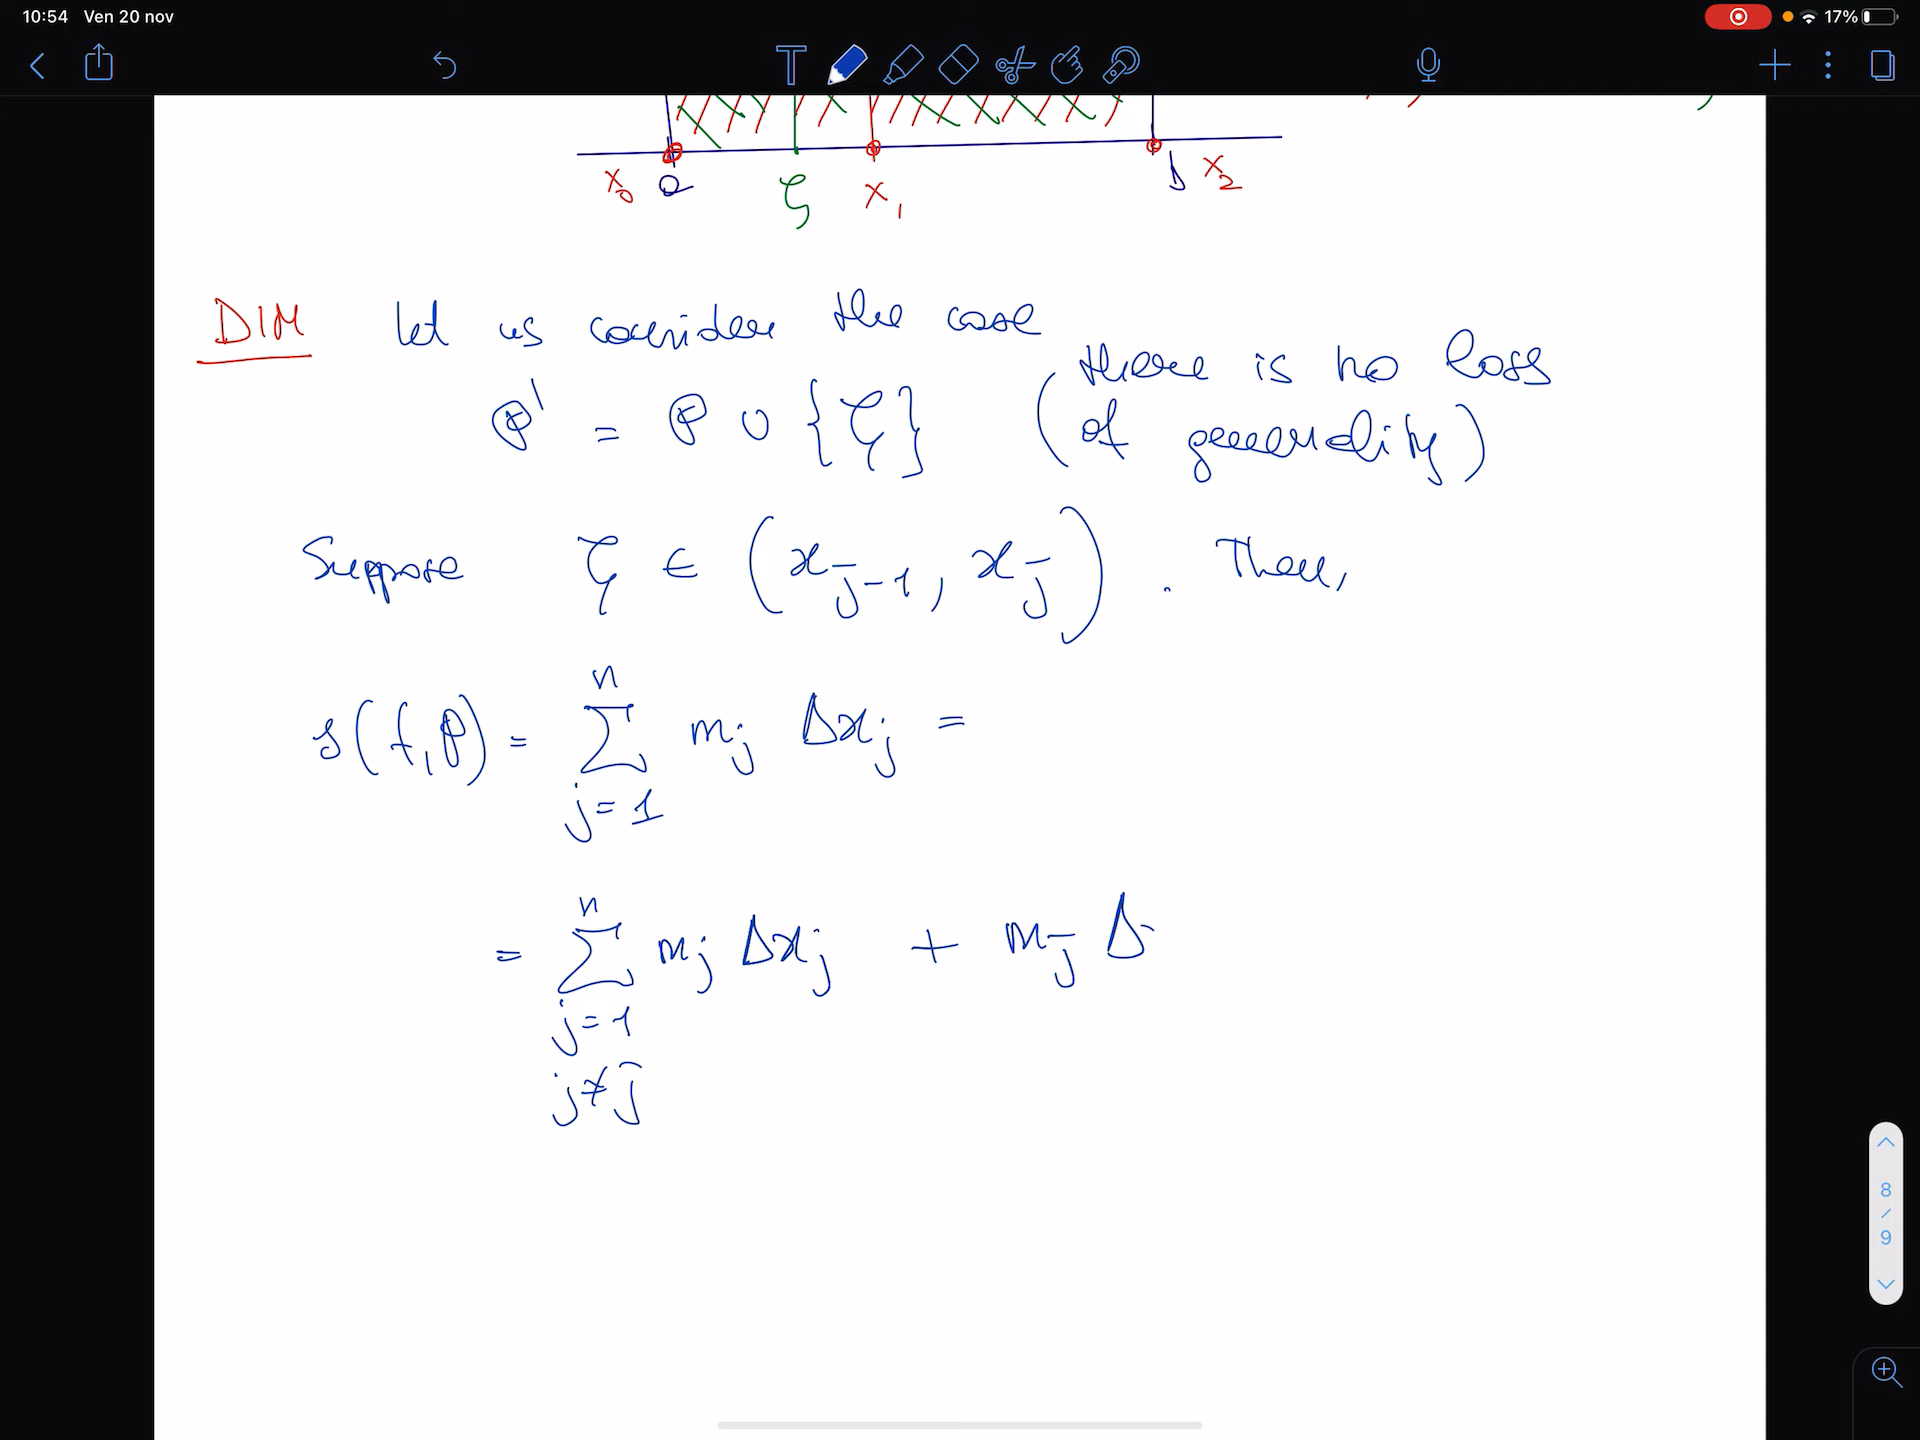 10:54 Ven 20 nov 17%
x₀ a ζ x₁ b x₂
DIM Let us consider the case
P' = P ∪ {ζ} (there is no loss
of generality)
Suppose ζ ∈ (x_{j̄-1}, x_{j̄}). Then,
s(f,P) = ∑_{j=1}^{n} m_j Δx_j =
= ∑_{j=1, j≠j̄}^{n} m_j Δx_j + m_{j̄} Δ
8
/
9